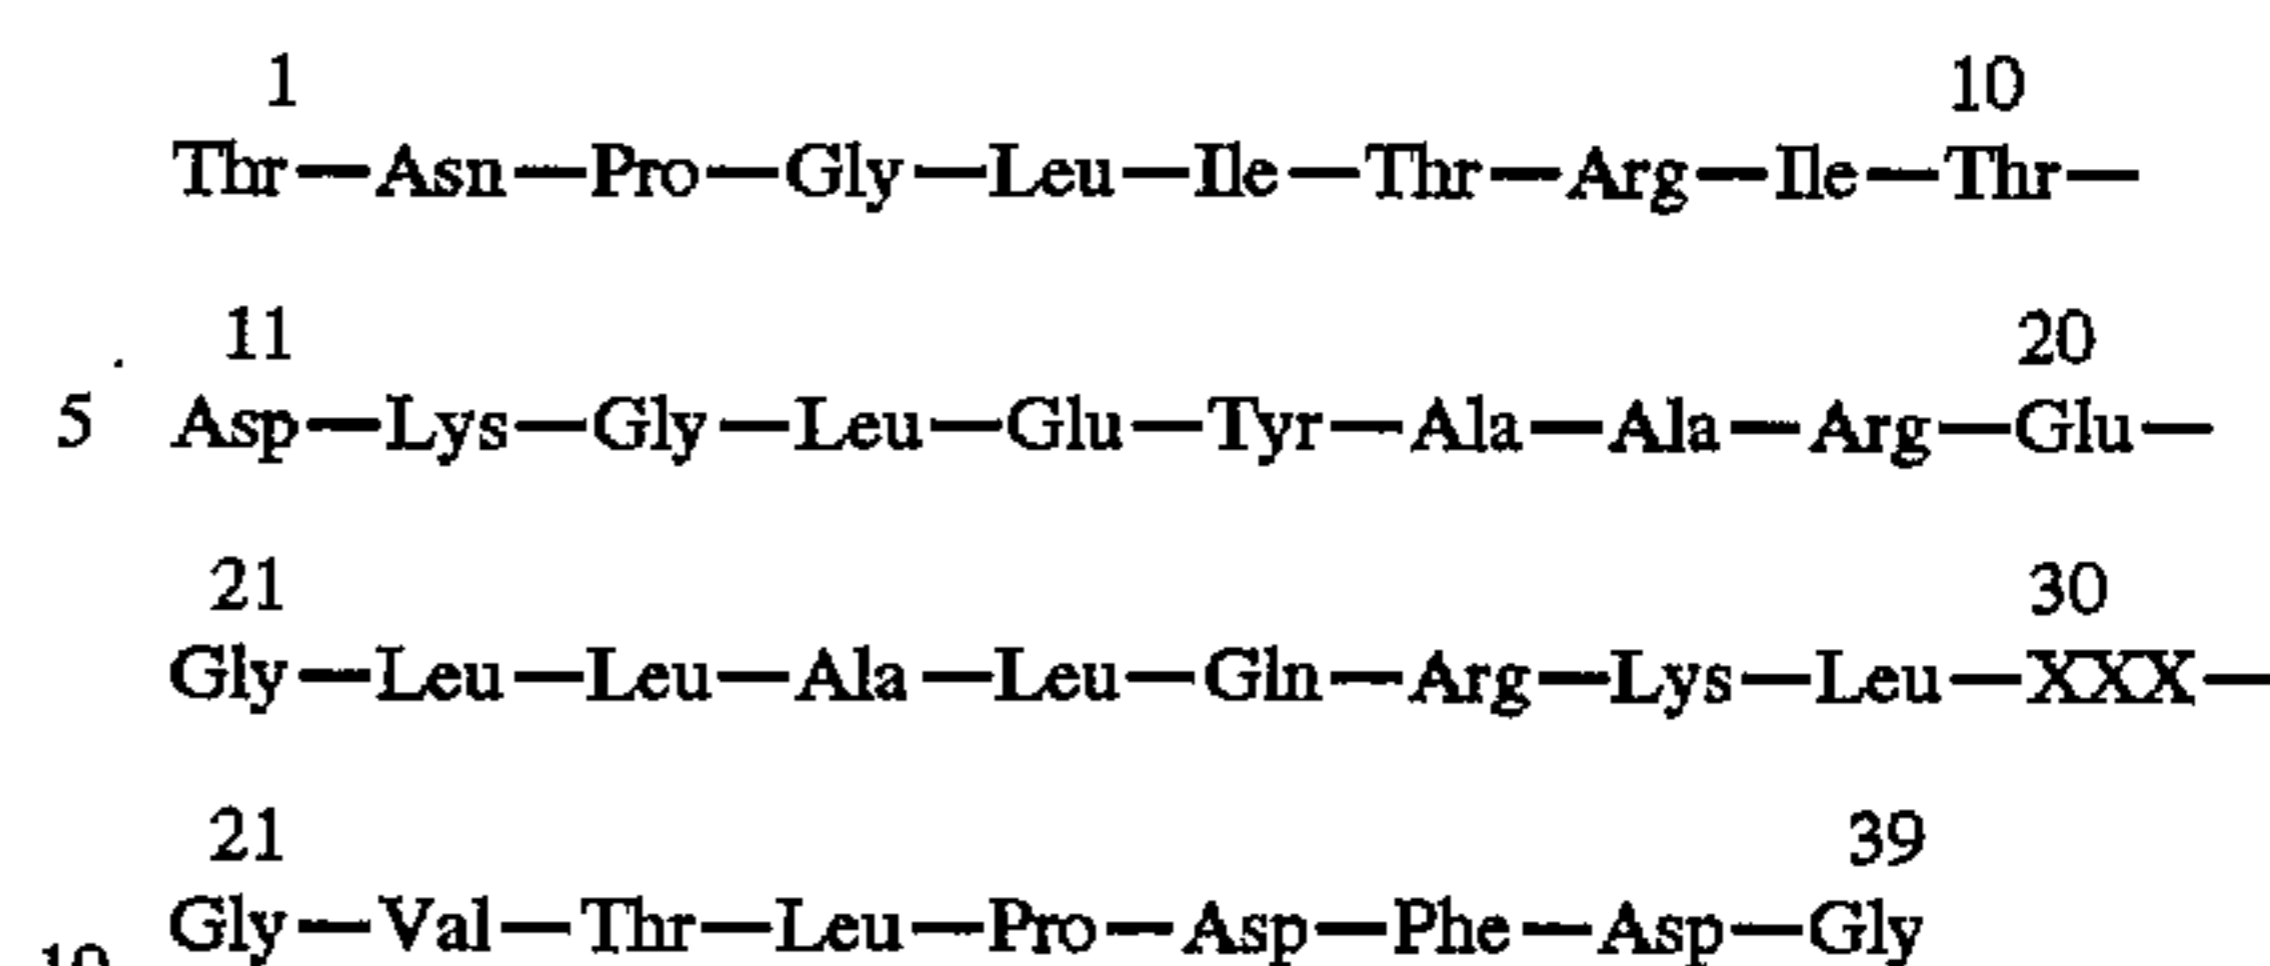 1 10
Thr—Asn—Pro—Gly—Leu—Ile—Thr—Arg—Ile—Thr—
11 20
5 Asp—Lys—Gly—Leu—Glu—Tyr—Ala—Ala—Arg—Glu—
21 30
Gly—Leu—Leu—Ala—Leu—Gln—Arg—Lys—Leu—XXX—
21 39
10 Gly—Val—Thr—Leu—Pro—Asp—Phe—Asp—Gly